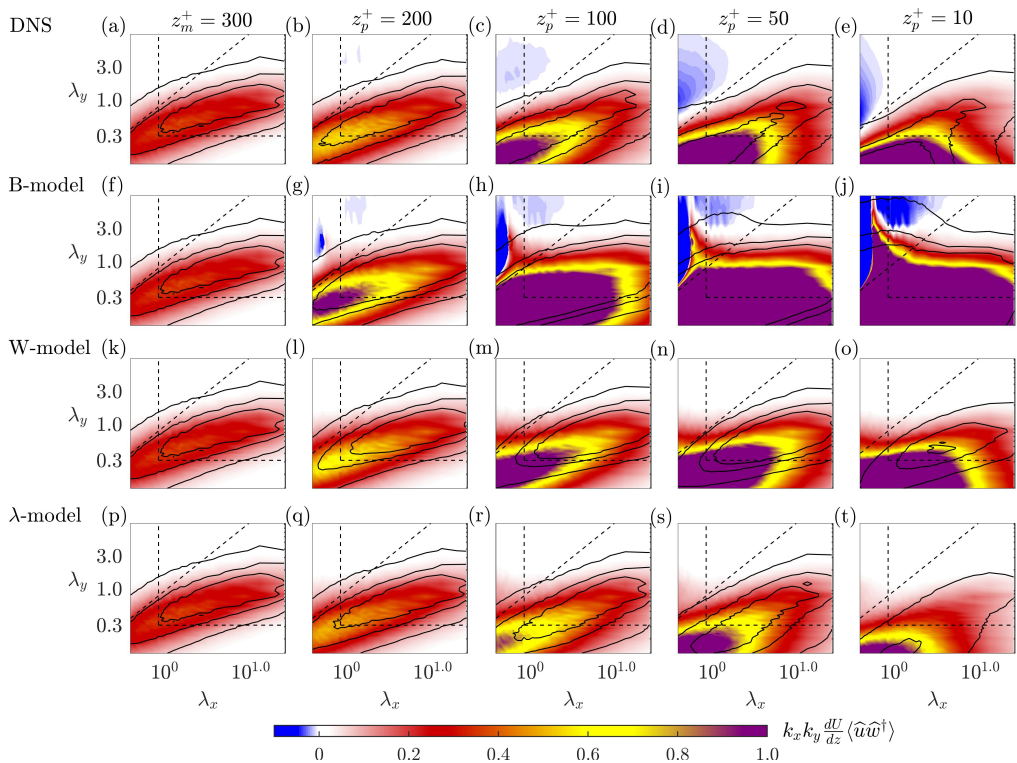 DNS (a) z_m^+ = 300 (b) z_p^+ = 200 (c) z_p^+ = 100 (d) z_p^+ = 50 (e) z_p^+ = 10
3.0
λ_y 1.0
0.3
B-model (f) (g) (h) (i) (j)
3.0
λ_y 1.0
0.3
W-model (k) (l) (m) (n) (o)
3.0
λ_y 1.0
0.3
λ-model (p) (q) (r) (s) (t)
3.0
λ_y 1.0
0.3
10^0 10^{1.0} 10^0 10^{1.0} 10^0 10^{1.0} 10^0 10^{1.0} 10^0 10^{1.0}
λ_x λ_x λ_x λ_x λ_x
k_x k_y \frac{dU}{dz} ⟨\widehat{u}\widehat{w}^†⟩
0 0.2 0.4 0.6 0.8 1.0